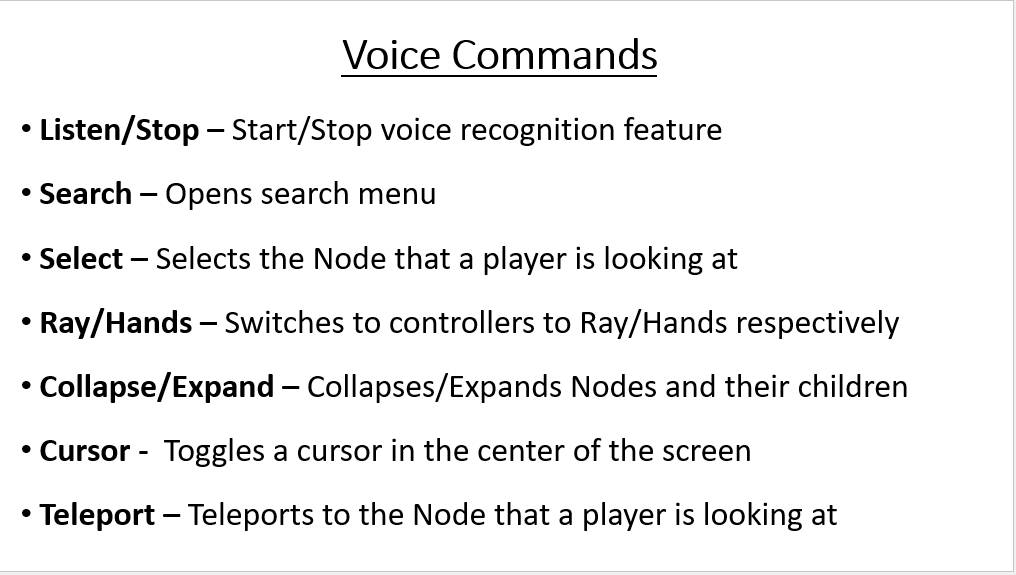 Voice Commands
• Listen/Stop – Start/Stop voice recognition feature
• Search – Opens search menu
• Select – Selects the Node that a player is looking at
• Ray/Hands – Switches to controllers to Ray/Hands respectively
• Collapse/Expand – Collapses/Expands Nodes and their children
• Cursor -  Toggles a cursor in the center of the screen
• Teleport – Teleports to the Node that a player is looking at